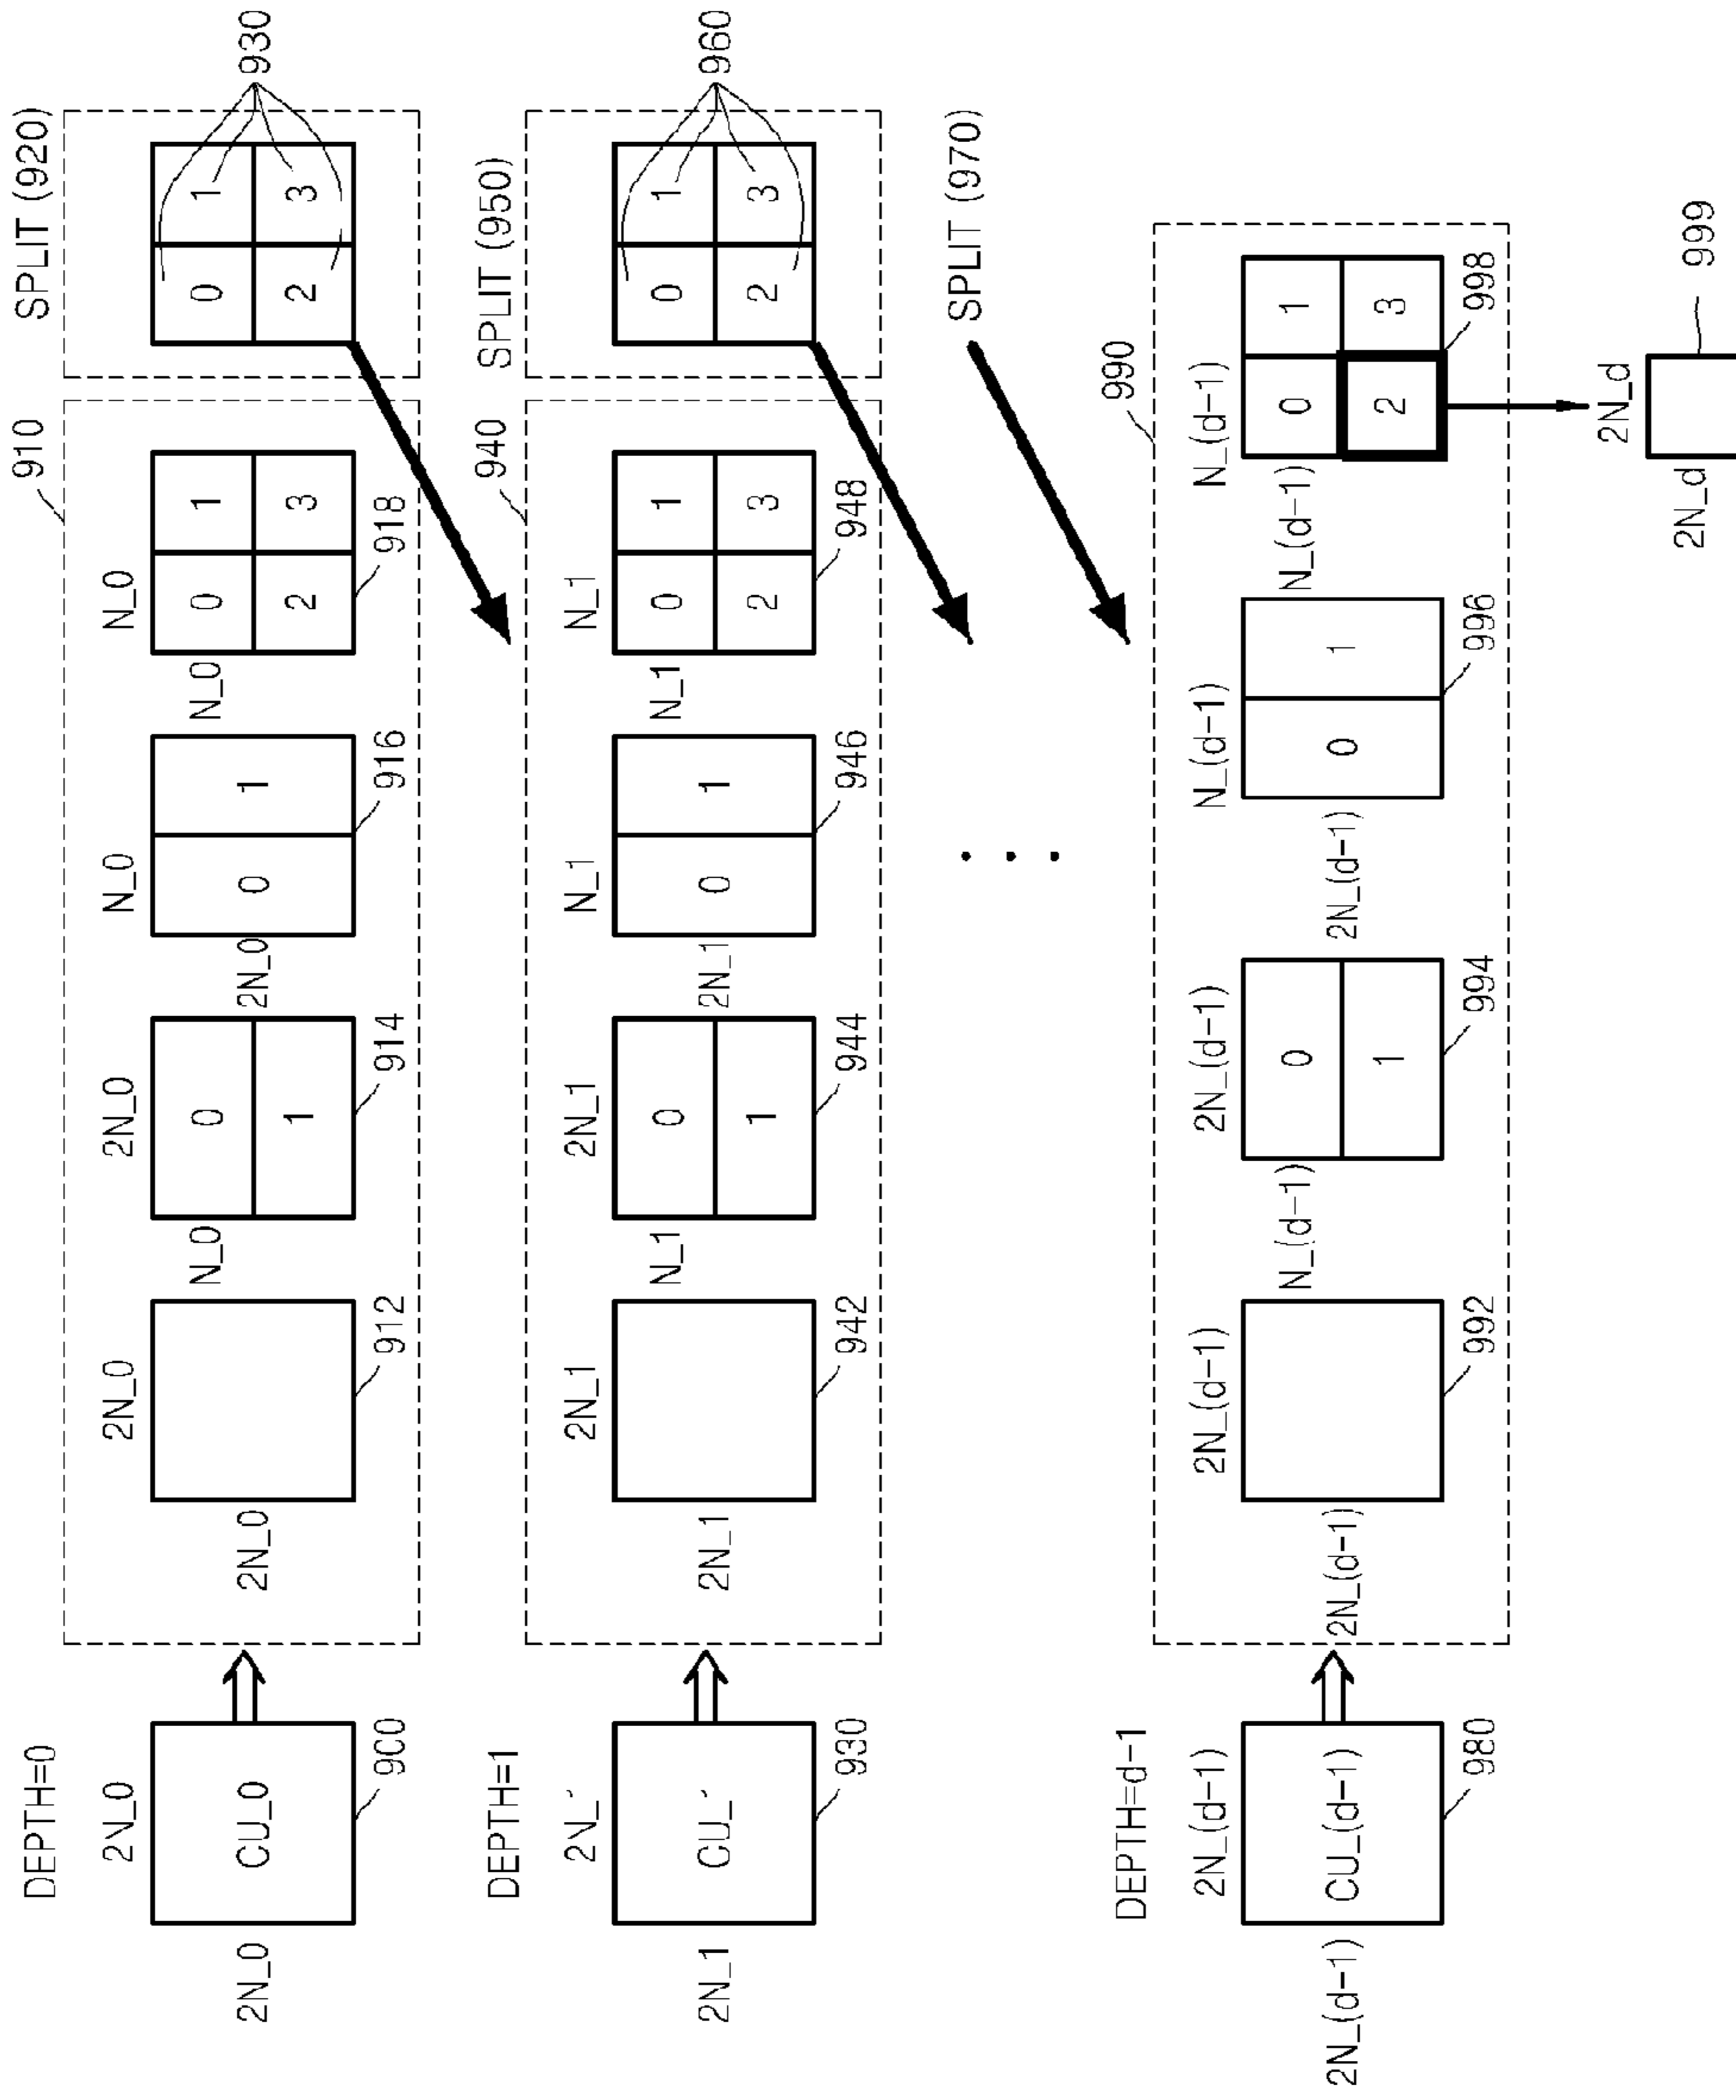 DEPTH=0
2N_0
2N_0
CU_0
900
910
2N_0
2N_0
912
2N_0
N_0
0
1
914
N_0
2N_0
0
1
916
N_0
N_0
0
1
2
3
918
SPLIT (920)
0
1
2
3
930
DEPTH=1
2N_1
CU_
930
940
2N_1
2N_1
942
2N_1
N_1
0
1
944
N_1
2N_1
0
1
946
N_1
N_1
0
1
2
3
948
SPLIT (950)
0
1
2
3
960
SPLIT (970)
. . .
DEPTH=d-1
2N_(d-1)
2N_(d-1)
CU_(d-1)
980
990
2N_(d-1)
2N_(d-1)
992
2N_(d-1)
N_(d-1)
0
1
994
N_(d-1)
2N_(d-1)
0
1
996
N_(d-1)
N_(d-1)
0
1
2
3
998
2N_d
2N_d
999